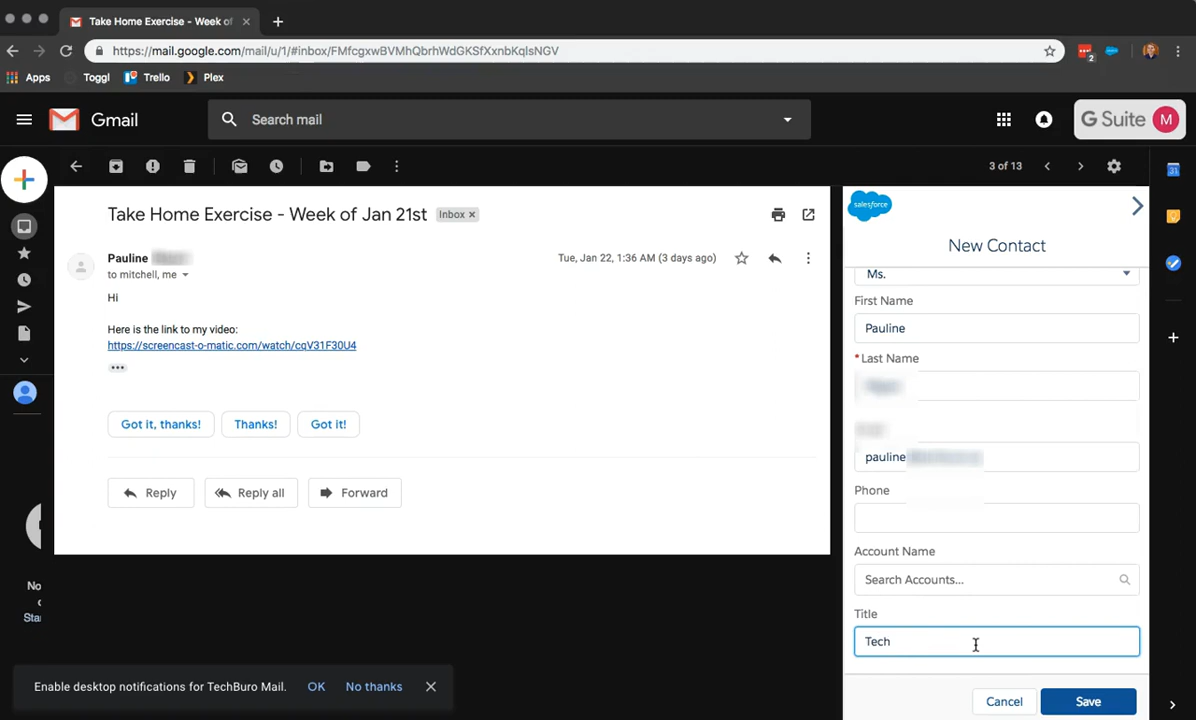 Take Home Exercise - Week of
https://mail.google.com/mail/u/1/#inbox/FMfcgxwBVMhQbrhWdGKSfXxnbKqlsNGV
2
Apps Toggl Trello Plex
Gmail
Search mail
G Suite M
3 of 13
31
Take Home Exercise - Week of Jan 21st
Inbox ×
Pauline
Tue, Jan 22, 1:36 AM (3 days ago)
to mitchell, me
Hi
Here is the link to my video:
https://screencast-o-matic.com/watch/cqV31F30U4
Got it, thanks!
Thanks!
Got it!
Reply
Reply all
Forward
No
Star
Enable desktop notifications for TechBuro Mail.
OK
No thanks
salesforce
New Contact
Ms.
First Name
Pauline
*Last Name
pauline
Phone
Account Name
Search Accounts...
Title
Tech
Cancel
Save